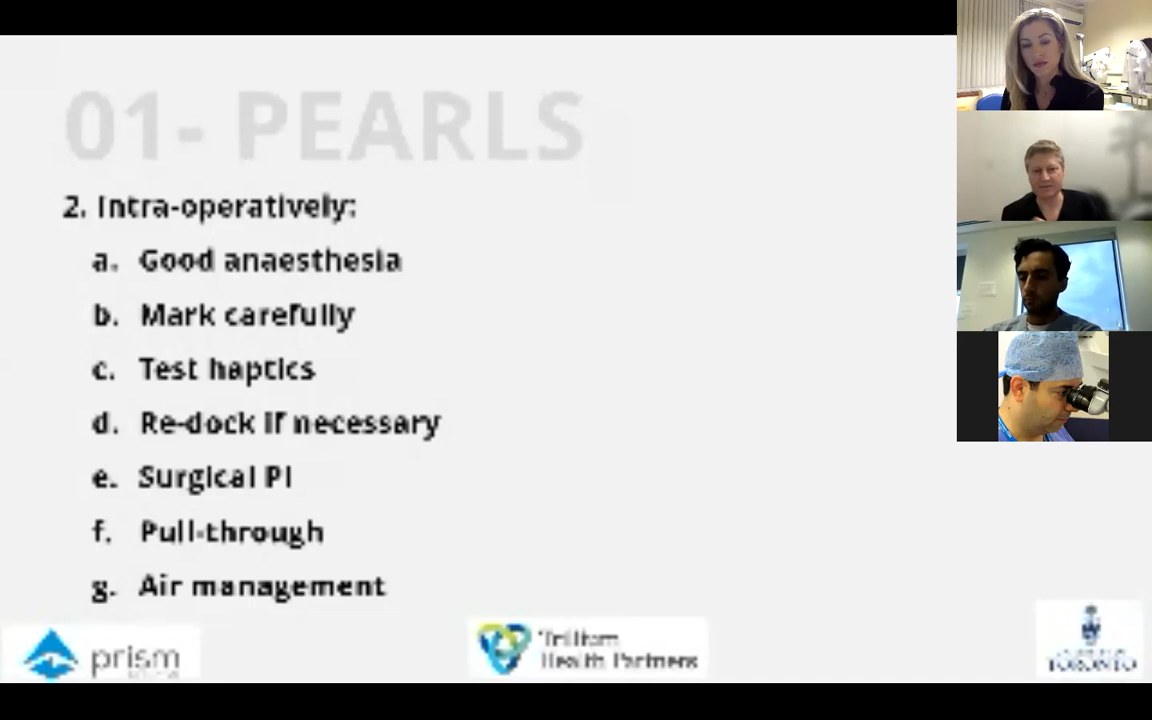 01- PEARLS
2. Intra-operatively:
a. Good anaesthesia
b. Mark carefully
c. Test haptics
d. Re-dock if necessary
e. Surgical PI
f. Pull-through
g. Air management
prism
Trillium
Health Partners
TORONTO